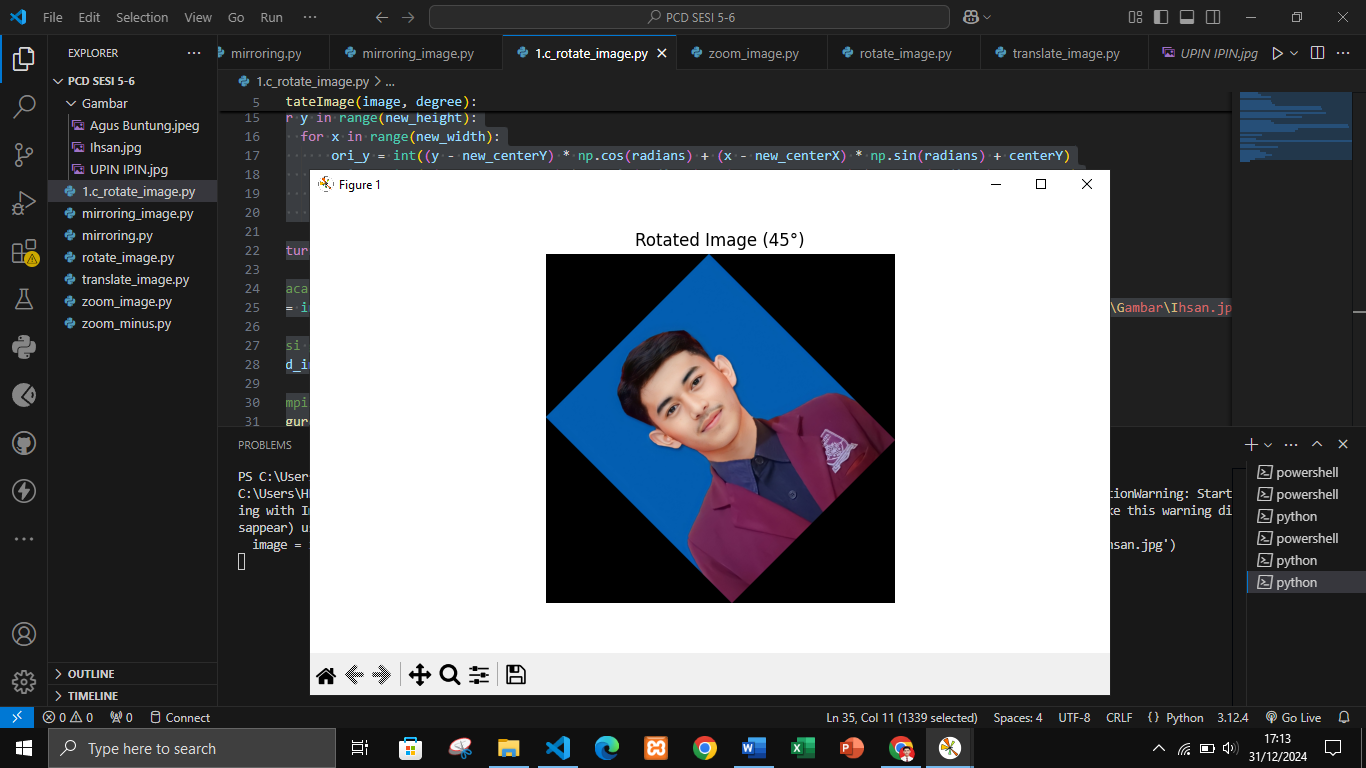 File Edit Selection View Go Run ··· PCD SESI 5-6
EXPLORER ···
PCD SESI 5-6
Gambar
Agus Buntung.jpeg
Ihsan.jpg
UPIN IPIN.jpg
1.c_rotate_image.py
mirroring_image.py
mirroring.py
rotate_image.py
translate_image.py
zoom_image.py
zoom_minus.py
OUTLINE
TIMELINE
mirroring.py mirroring_image.py 1.c_rotate_image.py zoom_image.py rotate_image.py translate_image.py UPIN IPIN.jpg
1.c_rotate_image.py > ...
5 tateImage(image, degree):
15 r y in range(new_height):
16 for x in range(new_width):
17 ori_y = int((y - new_centerY) * np.cos(radians) + (x - new_centerX) * np.sin(radians) + centerY)
18
19
20
21
22 tur
23
24 aca
25 = i \Gambar\Ihsan.jp
26
27 si
28 d_i
29
30 mpi
31 gur
Figure 1
Rotated Image (45°)
PROBLEMS
PS C:\Users
C:\Users\H tionWarning: Start
ing with I ke this warning di
sappear) u
image = hsan.jpg')
powershell
powershell
python
powershell
python
python
0 0 0 Connect Ln 35, Col 11 (1339 selected) Spaces: 4 UTF-8 CRLF { } Python 3.12.4 Go Live
Type here to search
17:13
31/12/2024